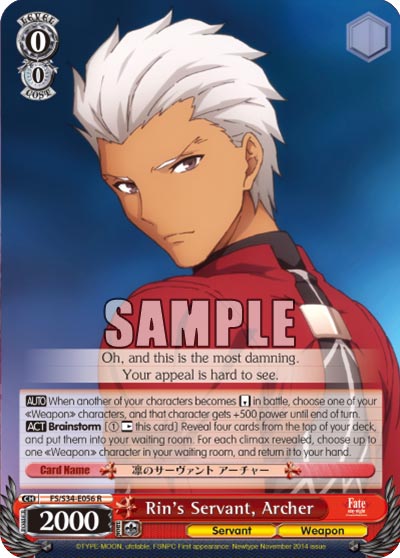 LEVEL
0
0
COST
SAMPLE
Oh, and this is the most damning.
Your appeal is hard to see.
AUTO When another of your characters becomes [ ] in battle, choose one of your
«Weapon» characters, and that character gets +500 power until end of turn.
ACT Brainstorm [① this card] Reveal four cards from the top of your deck,
and put them into your waiting room. For each climax revealed, choose up to
one «Weapon» character in your waiting room, and return it to your hand.
Card Name 凛のサーヴァント アーチャー
CH FS/S34-E056 R
POWER 2000
Rin's Servant, Archer
Fate
stay night
Servant Weapon
©TYPE-MOON, ufotable, FSNPC First appearance: Newtype November 2014 issue